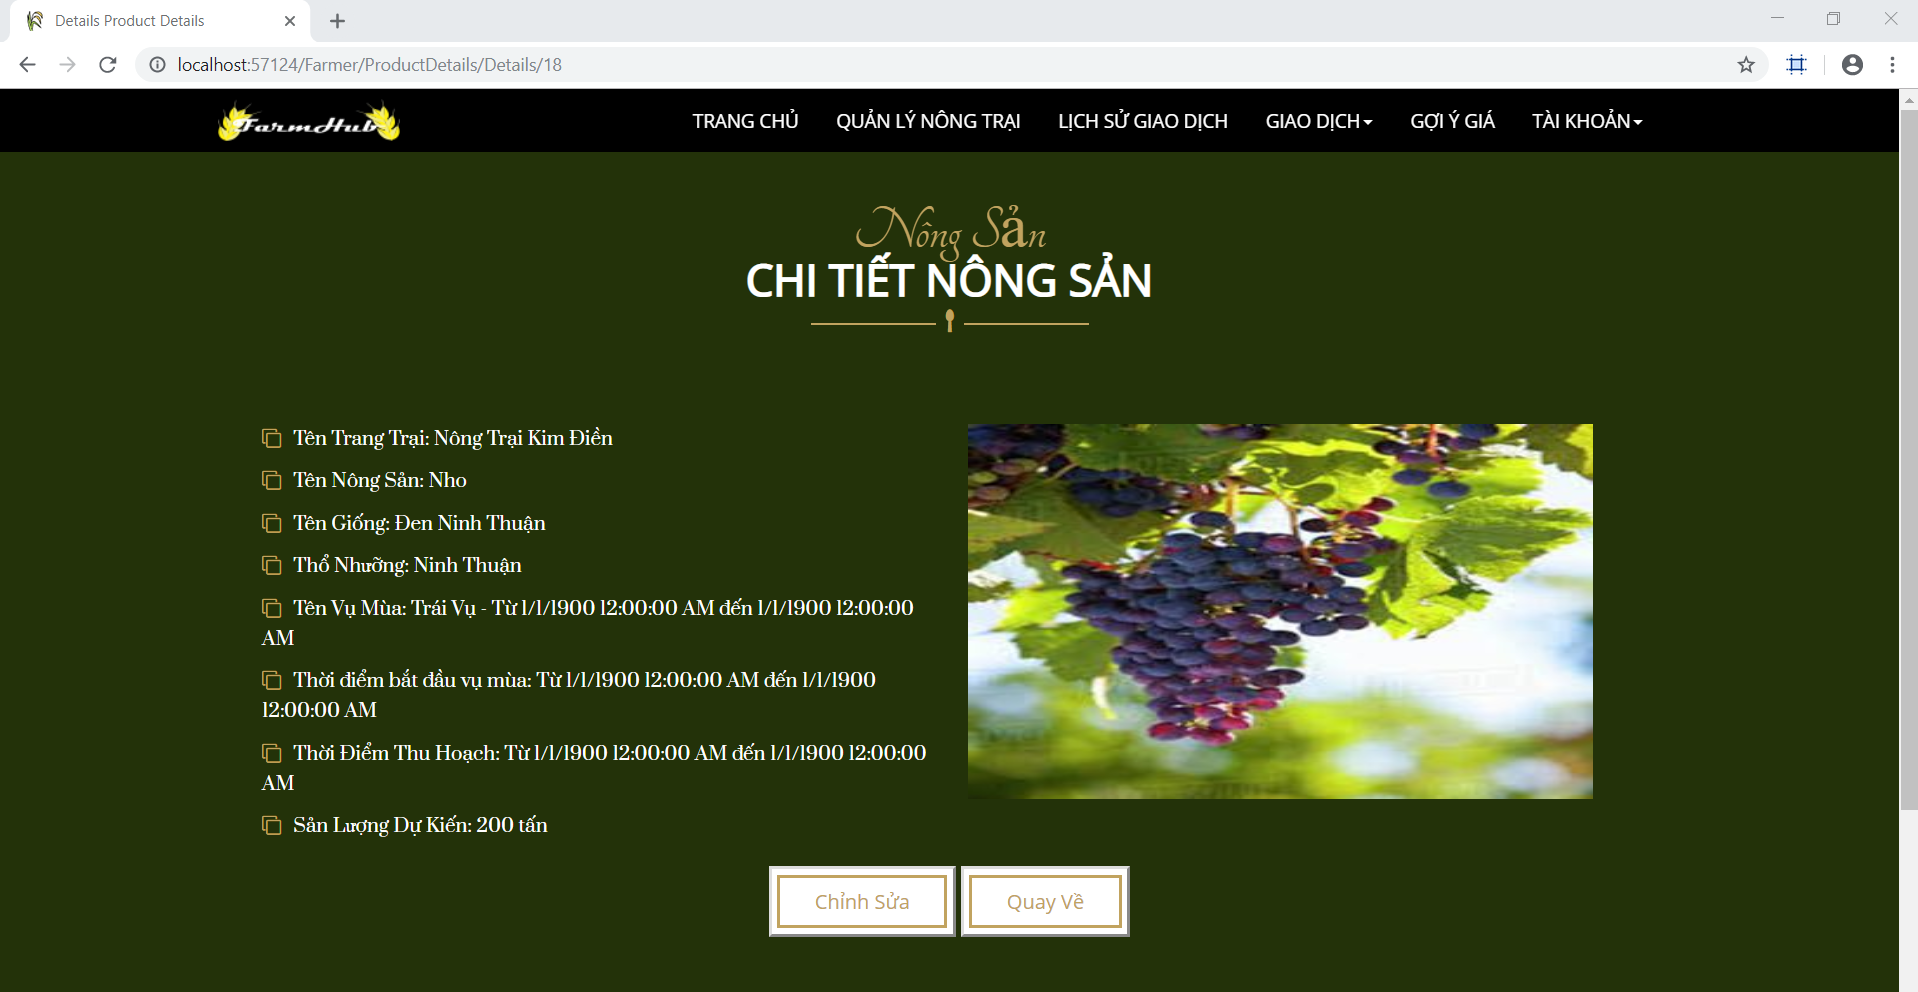 Details Product Details
localhost:57124/Farmer/ProductDetails/Details/18
FarmHub
TRANG CHỦ QUẢN LÝ NÔNG TRẠI LỊCH SỬ GIAO DỊCH GIAO DỊCH GỢI Ý GIÁ TÀI KHOẢN
Nông Sản
CHI TIẾT NÔNG SẢN
Tên Trang Trại: Nông Trại Kim Điền
Tên Nông Sản: Nho
Tên Giống: Đen Ninh Thuận
Thổ Nhưỡng: Ninh Thuận
Tên Vụ Mùa: Trái Vụ - Từ 1/1/1900 12:00:00 AM đến 1/1/1900 12:00:00
AM
Thời điểm bắt đầu vụ mùa: Từ 1/1/1900 12:00:00 AM đến 1/1/1900
12:00:00 AM
Thời Điểm Thu Hoạch: Từ 1/1/1900 12:00:00 AM đến 1/1/1900 12:00:00
AM
Sản Lượng Dự Kiến: 200 tấn
Chỉnh Sửa Quay Về